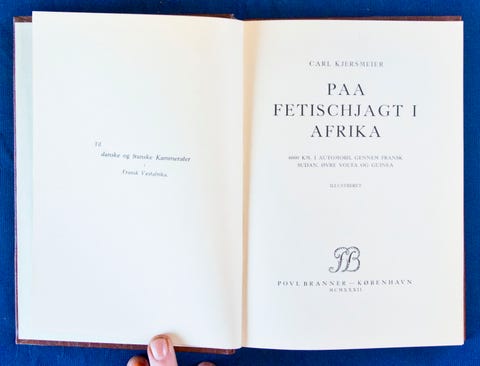 Til
danske og franske Kammerater
i
Fransk Vestafrika.
CARL KJERSMEIER
PAA
FETISCHJAGT I
AFRIKA
6000 KM. I AUTOMOBIL GENNEM FRANSK
SUDAN, ØVRE VOLTA OG GUINEA
ILLUSTRERET
PB
POVL BRANNER – KØBENHAVN
MCMXXXII